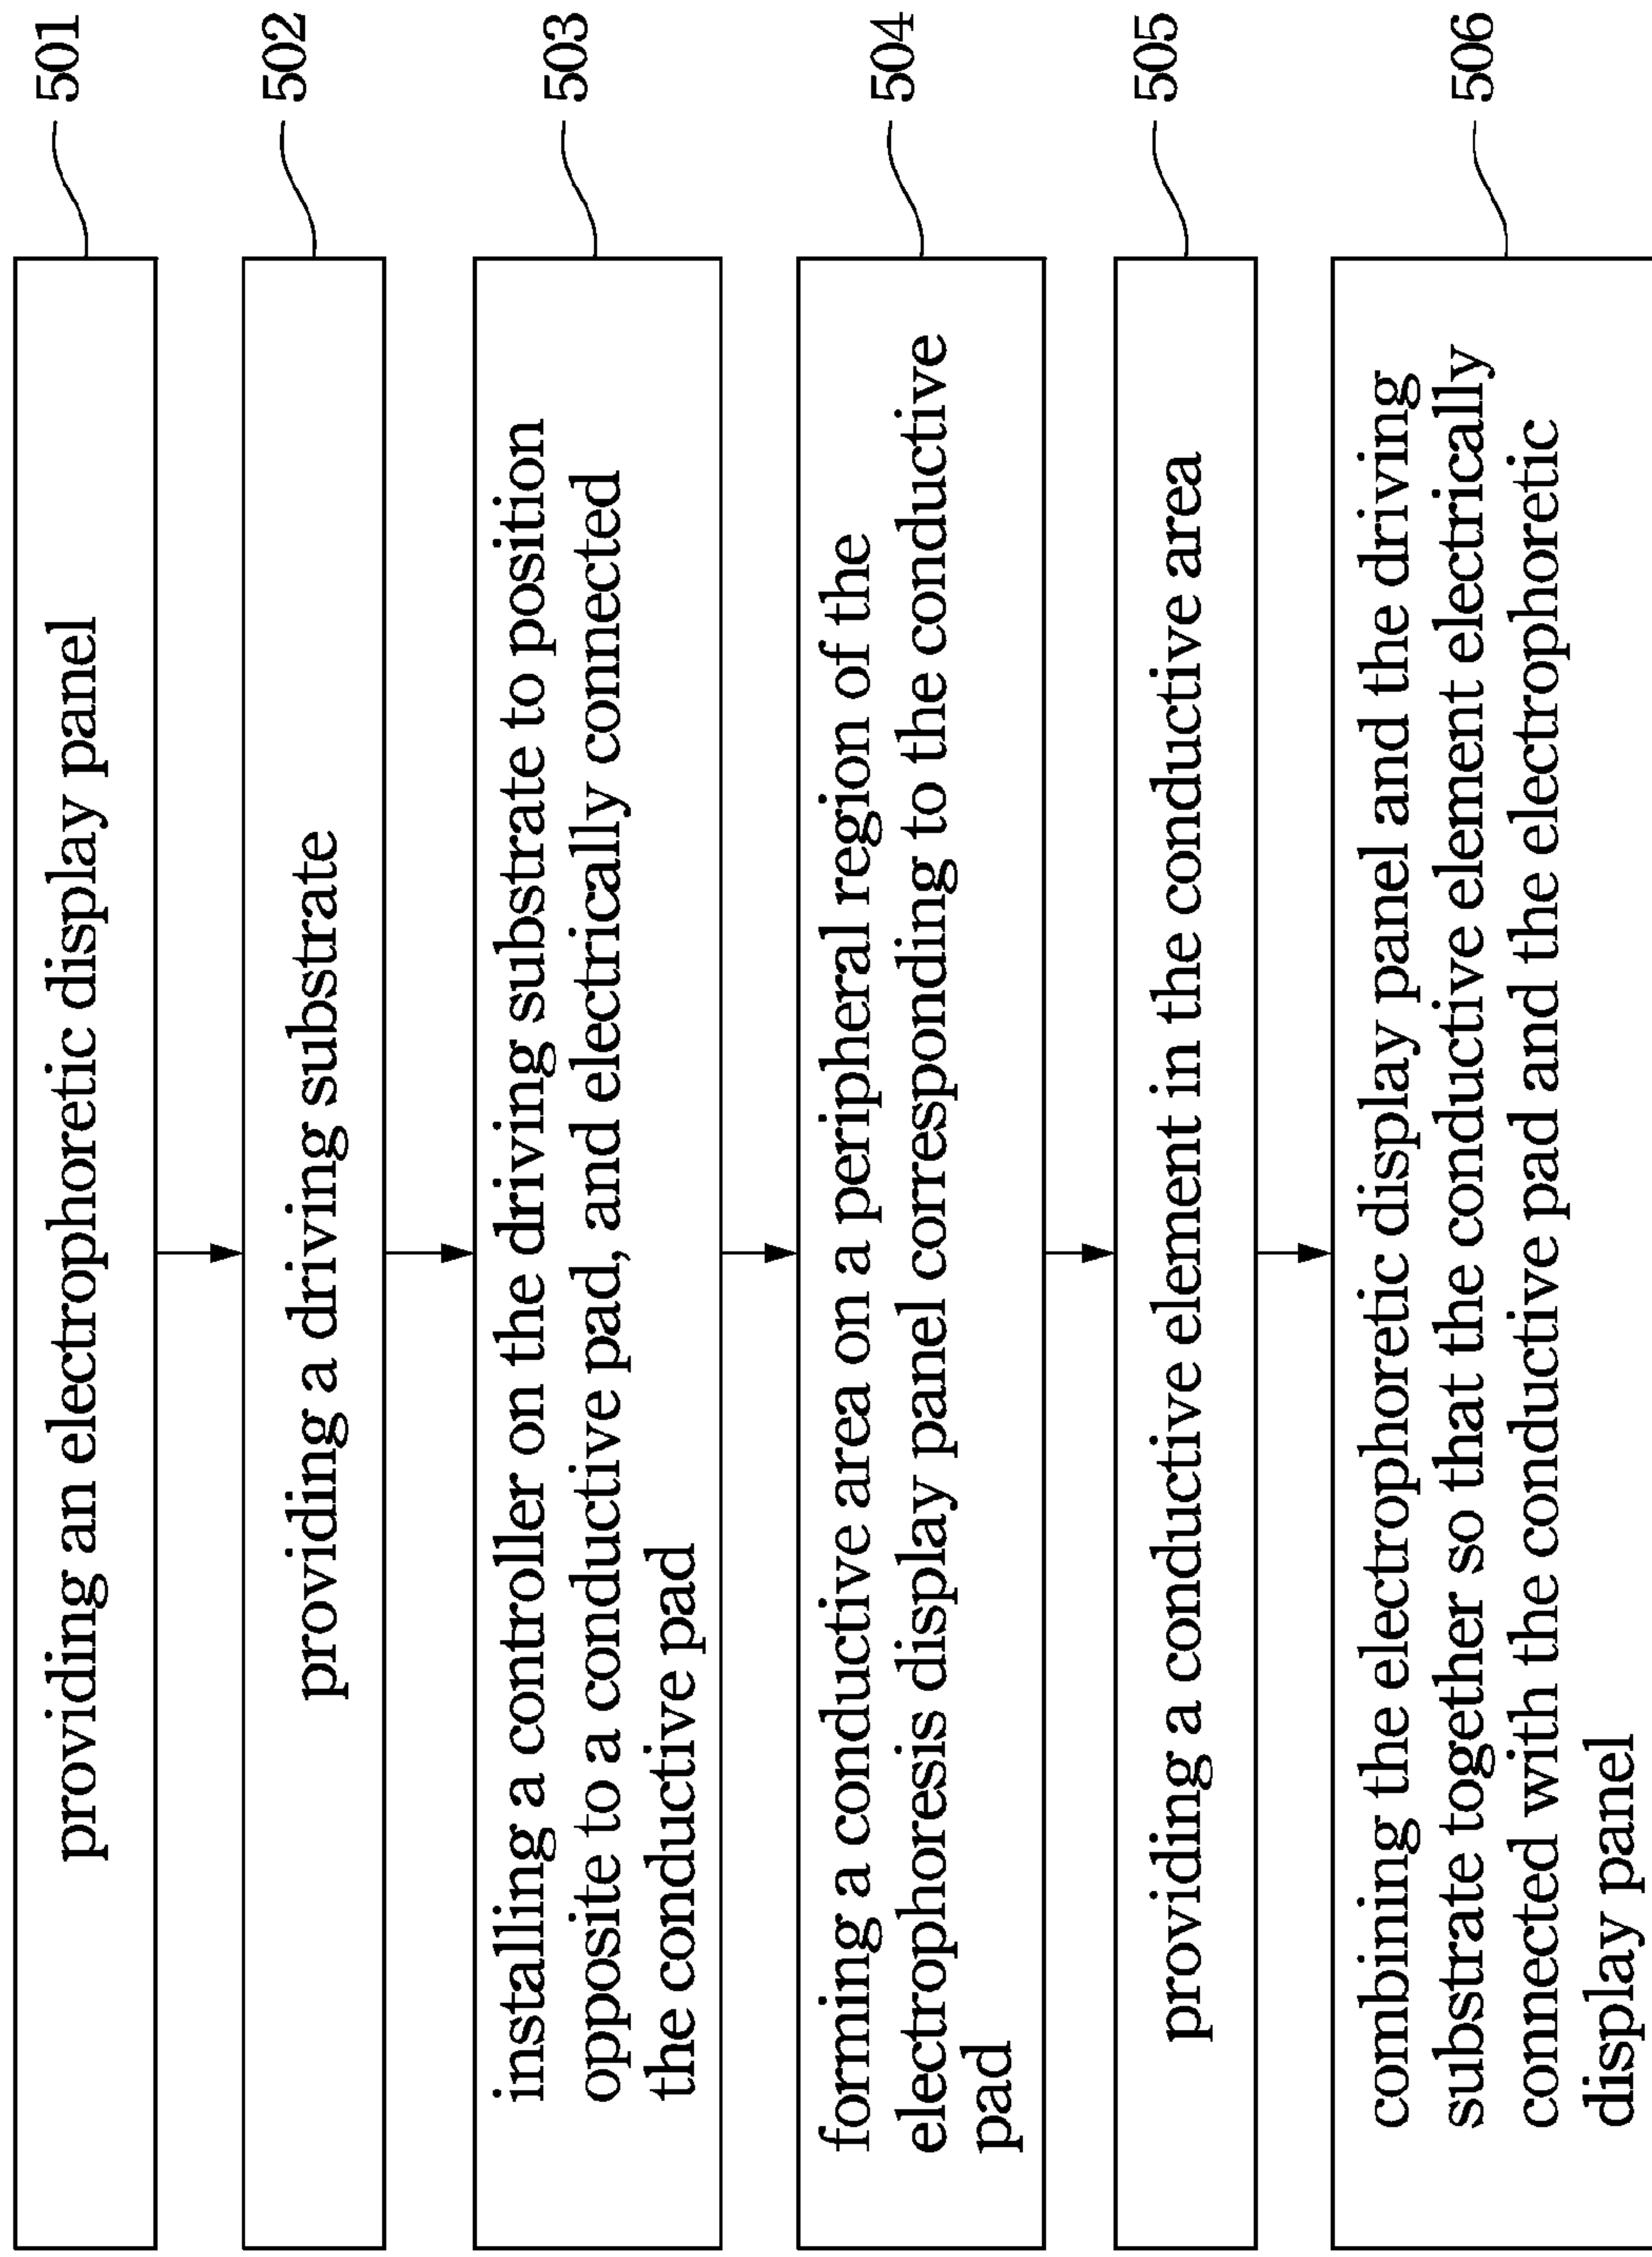 providing an electrophoretic display panel
501
providing a driving substrate
502
installing a controller on the driving substrate to position
opposite to a conductive pad, and electrically connected
the conductive pad
503
forming a conductive area on a peripheral region of the
electrophoresis display panel corresponding to the conductive
pad
504
providing a conductive element in the conductive area
505
combining the electrophoretic display panel and the driving
substrate together so that the conductive element electrically
connected with the conductive pad and the electrophoretic
display panel
506